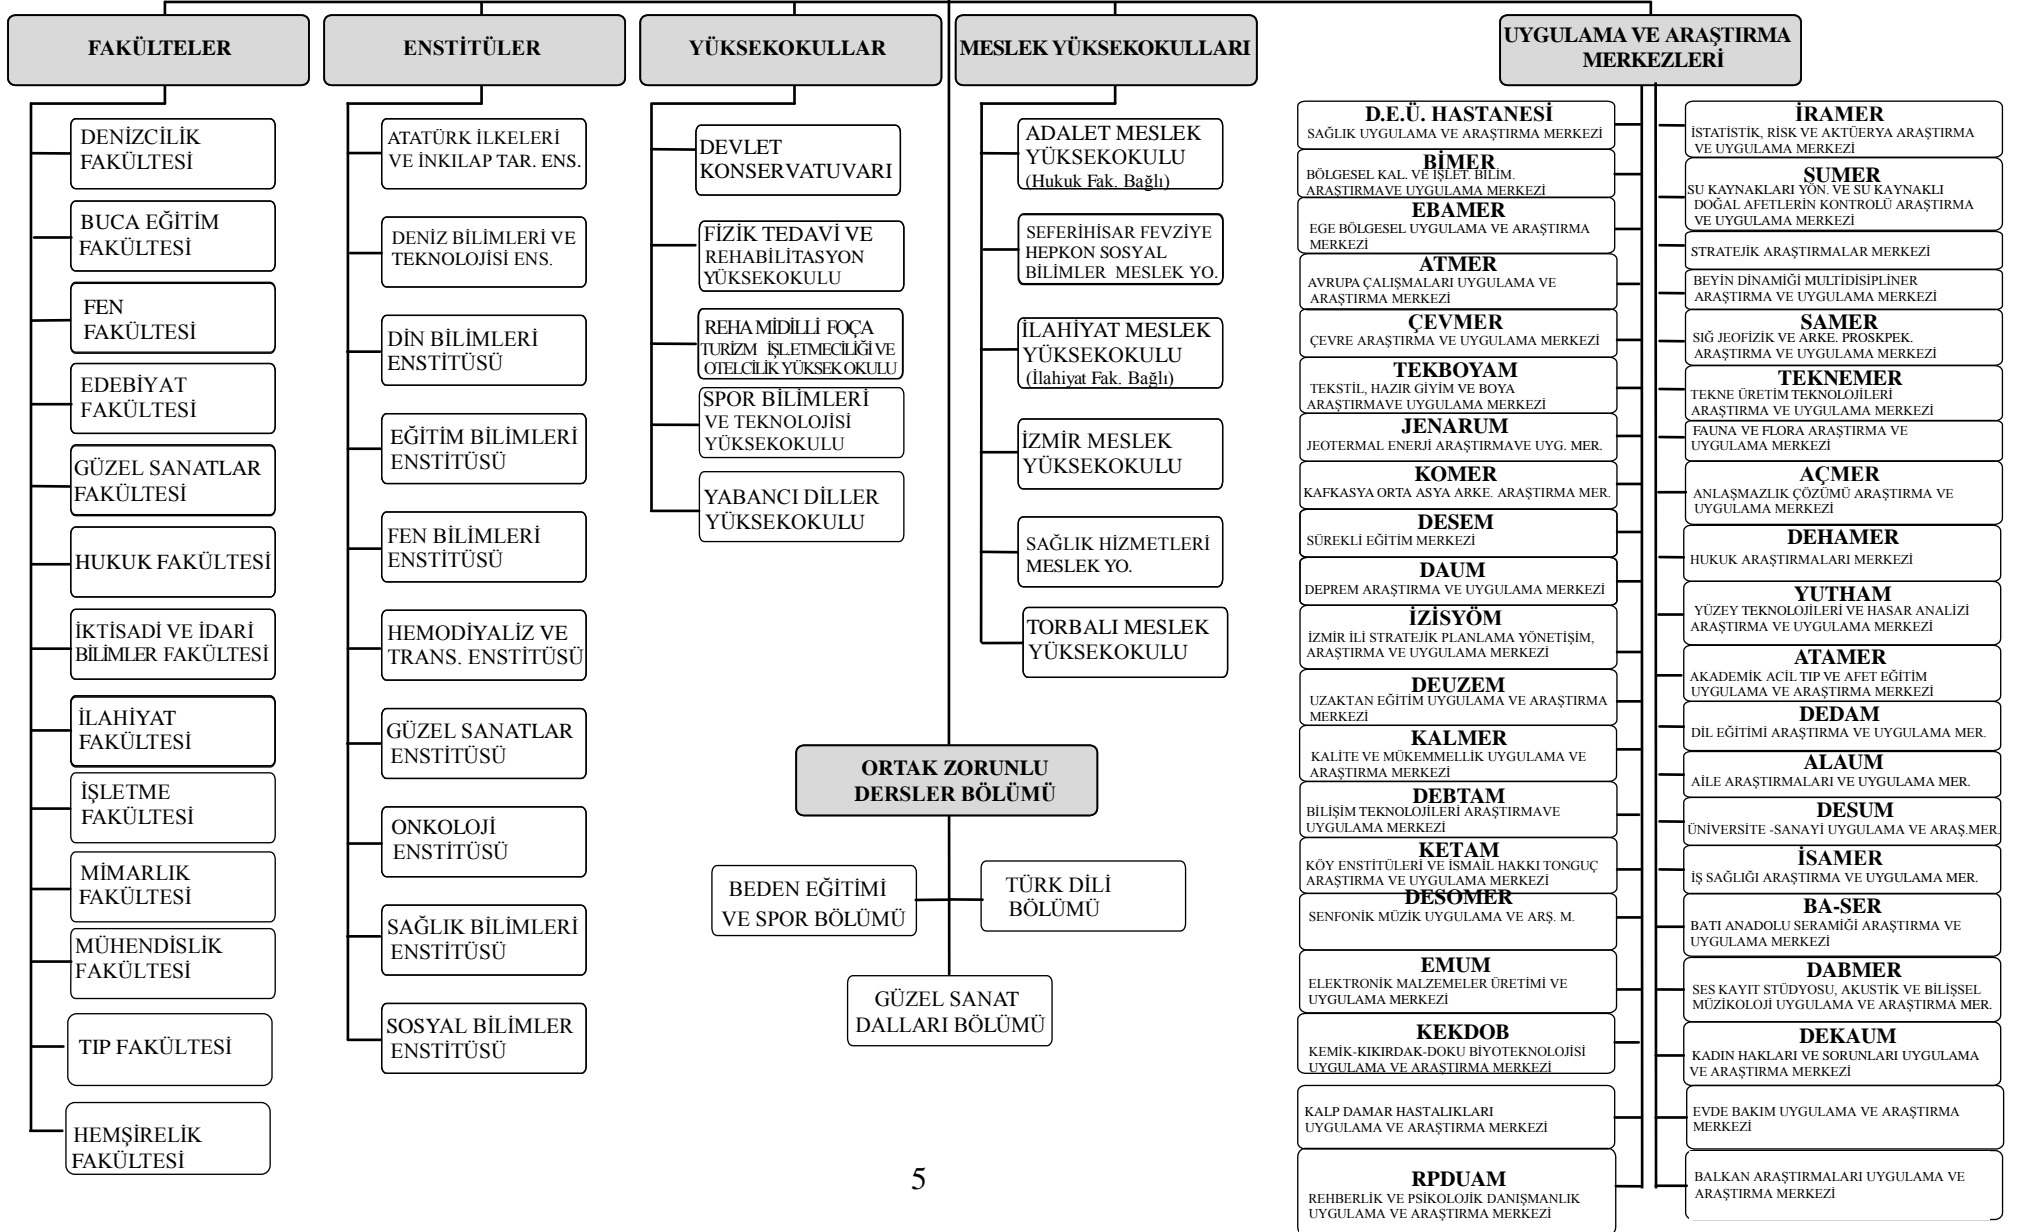 FAKÜLTELER
DENİZCİLİK
FAKÜLTESİ
BUCA EĞİTİM
FAKÜLTESİ
FEN
FAKÜLTESİ
EDEBİYAT
FAKÜLTESİ
GÜZEL SANATLAR
FAKÜLTESİ
HUKUK FAKÜLTESİ
İKTİSADİ VE İDARİ
BİLİMLER FAKÜLTESİ
İLAHİYAT
FAKÜLTESİ
İŞLETME
FAKÜLTESİ
MİMARLIK
FAKÜLTESİ
MÜHENDİSLİK
FAKÜLTESİ
TIP FAKÜLTESİ
HEMŞİRELİK
FAKÜLTESİ
ENSTİTÜLER
ATATÜRK İLKELERİ
VE İNKILAP TAR. ENS.
DENİZ BİLİMLERİ VE
TEKNOLOJİSİ ENS.
DİN BİLİMLERİ
ENSTİTÜSÜ
EĞİTİM BİLİMLERİ
ENSTİTÜSÜ
FEN BİLİMLERİ
ENSTİTÜSÜ
HEMODİYALİZ VE
TRANS. ENSTİTÜSÜ
GÜZEL SANATLAR
ENSTİTÜSÜ
ONKOLOJİ
ENSTİTÜSÜ
SAĞLIK BİLİMLERİ
ENSTİTÜSÜ
SOSYAL BİLİMLER
ENSTİTÜSÜ
YÜKSEKOKULLAR
DEVLET
KONSERVATUVARI
FİZİK TEDAVİ VE
REHABİLİTASYON
YÜKSEKOKULU
REHA MİDİLLİ FOÇA
TURİZM İŞL.ETMECİLİĞİ VE
OTELCİLİK YÜKSEK OKULU
SPOR BİLİMLERİ
VE TEKNOLOJİSİ
YÜKSEKOKULU
YABANCI DİLLER
YÜKSEKOKULU
MESLEK YÜKSEKOKULLARI
ADALET MESLEK
YÜKSEKOKULU
(Hukuk Fak. Bağlı)
SEFERİHİSAR FEVZİYE
HEPKON SOSYAL
BİLİMLER MESLEK YO.
İLAHİYAT MESLEK
YÜKSEKOKULU
(İlahiyat Fak. Bağlı)
İZMİR MESLEK
YÜKSEKOKULU
SAĞLIK HİZMETLERİ
MESLEK YO.
TORBALI MESLEK
YÜKSEKOKULU
ORTAK ZORUNLU
DERSLER BÖLÜMÜ
BEDEN EĞİTİMİ
VE SPOR BÖLÜMÜ
TÜRK DİLİ
BÖLÜMÜ
GÜZEL SANAT
DALLARI BÖLÜMÜ
UYGULAMA VE ARAŞTIRMA
MERKEZLERİ
D.E.Ü. HASTANESİ
SAĞLIK UYGULAMA VE ARAŞTIRMA MERKEZİ
BİMER
BÖLGESEL KAL. VE İŞLET. BİLİM.
ARAŞTIRMAVE UYGULAMA MERKEZİ
EBAMER
EGE BÖLGESEL UYGULAMA VE ARAŞTIRMA
MERKEZİ
ATMER
AVRUPA ÇALIŞMALARI UYGULAMA VE
ARAŞTIRMA MERKEZİ
ÇEVMER
ÇEVRE ARAŞTIRMA VE UYGULAMA MERKEZİ
TEKBOYAM
TEKSTİL, HAZIR GİYİM VE BOYA
ARAŞTIRMAVE UYGULAMA MERKEZİ
JENARUM
JEOTERMAL ENERJİ ARAŞTIRMAVE UYG. MER.
KOMER
KAFKASYA ORTA ASYA ARKE. ARAŞTIRMA MER.
DESEM
SÜREKLİ EĞİTİM MERKEZİ
DAUM
DEPREM ARAŞTIRMA VE UYGULAMA MERKEZİ
İZİSYÖM
İZMİR İLİ STRATEJİK PLANLAMA YÖNETİŞİM,
ARAŞTIRMA VE UYGULAMA MERKEZİ
DEUZEM
UZAKTAN EĞİTİM UYGULAMA VE ARAŞTIRMA
MERKEZİ
KALMER
KALİTE VE MÜKEMMELLİK UYGULAMA VE
ARAŞTIRMA MERKEZİ
DEBTAM
BİLİŞİM TEKNOLOJİLERİ ARAŞTIRMAVE
UYGULAMA MERKEZİ
KETAM
KÖY ENSTİTÜLERİ VE İSMAİL HAKKI TONGUÇ
ARAŞTIRMA VE UYGULAMA MERKEZİ
DESOMER
SENFONİK MÜZİK UYGULAMA VE ARŞ. M.
EMUM
ELEKTRONİK MALZEMELER ÜRETİMİ VE
UYGULAMA MERKEZİ
KEKDOB
KEMİK-KIKIRDAK-DOKU BİYOTEKNOLOJİSİ
UYGULAMA VE ARAŞTIRMA MERKEZİ
KALP DAMAR HASTALIKLARI
UYGULAMA VE ARAŞTIRMA MERKEZİ
RPDUAM
REHBERLİK VE PSİKOLOJİK DANIŞMANLIK
UYGULAMA VE ARAŞTIRMA MERKEZİ
İRAMER
İSTATİSTİK, RİSK VE AKTÜERYA ARAŞTIRMA
VE UYGULAMA MERKEZİ
SUMER
SU KAYNAKLARI YÖN. VE SU KAYNAKLI
DOĞAL AFETLERİN KONTROLÜ ARAŞTIRMA
VE UYGULAMA MERKEZİ
STRATEJİK ARAŞTIRMALAR MERKEZİ
BEYİN DİNAMİĞİ MULTİDİSİPLİNER
ARAŞTIRMA VE UYGULAMA MERKEZİ
SAMER
SIĞ JEOFİZİK VE ARKE. PROSKPEK.
ARAŞTIRMA VE UYGULAMA MERKEZİ
TEKNEMER
TEKNE ÜRETİM TEKNOLOJİLERİ
ARAŞTIRMA VE UYGULAMA MERKEZİ
FAUNA VE FLORA ARAŞTIRMA VE
UYGULAMA MERKEZİ
AÇMER
ANLAŞMAZLIK ÇÖZÜMÜ ARAŞTIRMA VE
UYGULAMA MERKEZİ
DEHAMER
HUKUK ARAŞTIRMALARI MERKEZİ
YUTHAM
YÜZEY TEKNOLOJİLERİ VE HASAR ANALİZİ
ARAŞTIRMA VE UYGULAMA MERKEZİ
ATAMER
AKADEMİK ACİL TIP VE AFET EĞİTİM
UYGULAMA VE ARAŞTIRMA MERKEZİ
DEDAM
DİL EĞİTİMİ ARAŞTIRMA VE UYGULAMA MER.
ALAUM
AİLE ARAŞTIRMALARI VE UYGULAMA MER.
DESUM
ÜNİVERSİTE -SANAYİ UYGULAMA VE ARAŞ.MER.
İSAMER
İŞ SAĞLIĞI ARAŞTIRMA VE UYGULAMA MER.
BA-SER
BATI ANADOLU SERAMİĞİ ARAŞTIRMA VE
UYGULAMA MERKEZİ
DABMER
SES KAYIT STÜDYOSU, AKUSTİK VE BİLİŞSEL
MÜZİKOLOJİ UYGULAMA VE ARAŞTIRMA MER.
DEKAUM
KADIN HAKLARI VE SORUNLARI UYGULAMA
VE ARAŞTIRMA MERKEZİ
EVDE BAKIM UYGULAMA VE ARAŞTIRMA
MERKEZİ
BALKAN ARAŞTIRMALARI UYGULAMA VE
ARAŞTIRMA MERKEZİ
5